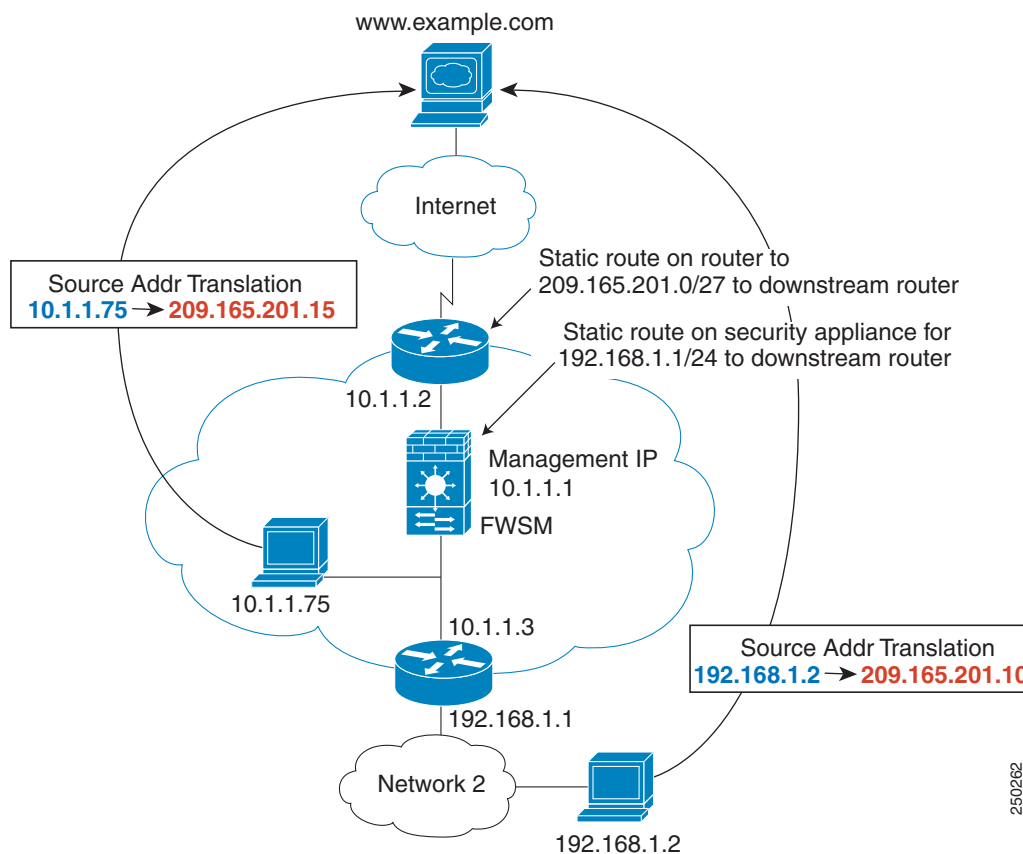 www.example.com
Internet
Static route on router to
209.165.201.0/27 to downstream router
Source Addr Translation
10.1.1.75 209.165.201.15
Static route on security appliance for
192.168.1.1/24 to downstream router
10.1.1.2
Management IP
10.1.1.1
FWSM
10.1.1.75
10.1.1.3
Source Addr Translation
192.168.1.2 209.165.201.10
192.168.1.1
Network 2
192.168.1.2
250262